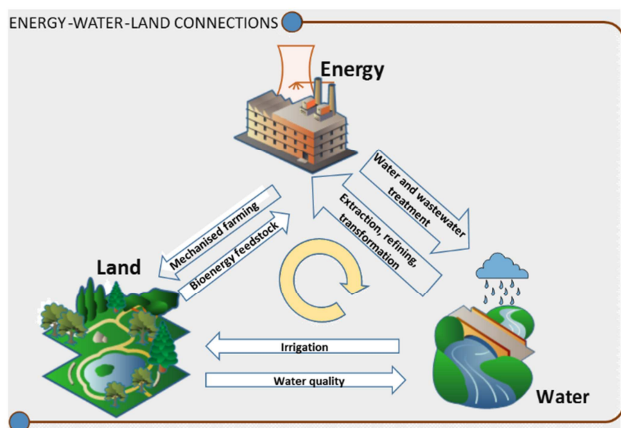 ENERGY-WATER-LAND CONNECTIONS
Energy
Water and wastewater
treatment
Extraction, refining,
transformation
Mechanised farming
Bioenergy feedstock
Land
Irrigation
Water quality
Water